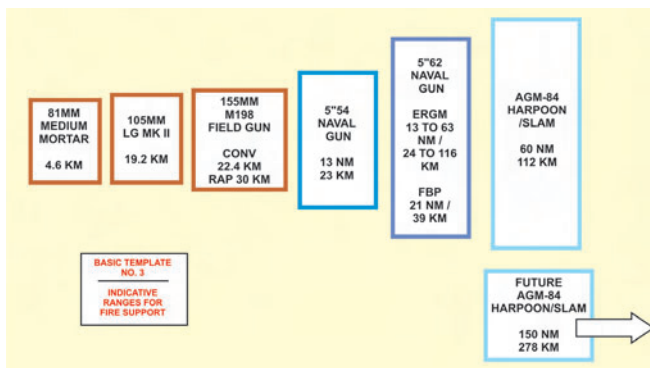 81MM
MEDIUM
MORTAR
4.6 KM
105MM
LG MK II
19.2 KM
155MM
M198
FIELD GUN
CONV
22.4 KM
RAP 30 KM
5"54
NAVAL
GUN
13 NM
23 KM
5"62
NAVAL
GUN
ERGM
13 TO 63
NM /
24 TO 116
KM
FBP
21 NM /
39 KM
AGM-84
HARPOON
/SLAM
60 NM
112 KM
BASIC TEMPLATE
NO. 3
INDICATIVE
RANGES FOR
FIRE SUPPORT
FUTURE
AGM-84
HARPOON/SLAM
150 NM
278 KM